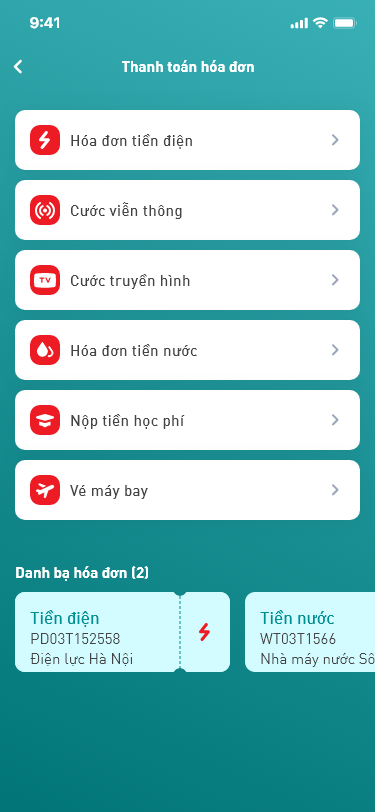 9:41
Thanh toán hóa đơn
Hóa đơn tiền điện
Cước viễn thông
TV
Cước truyền hình
Hóa đơn tiền nước
Nộp tiền học phí
Vé máy bay
Danh bạ hóa đơn (2)
Tiền điện
PD03T152558
Điện lực Hà Nội
Tiền nước
WT03T1566
Nhà máy nước Sô